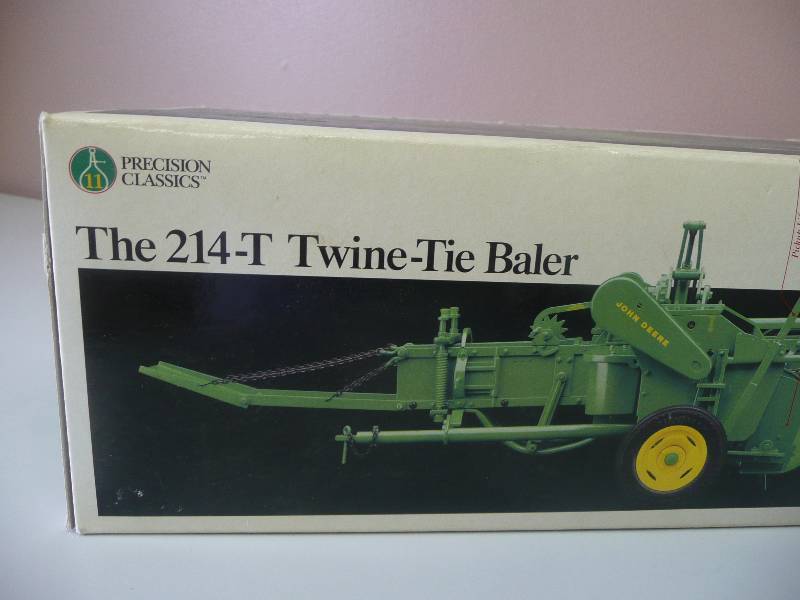 11
PRECISION
CLASSICS™
The 214-T Twine-Tie Baler
JOHN DEERE